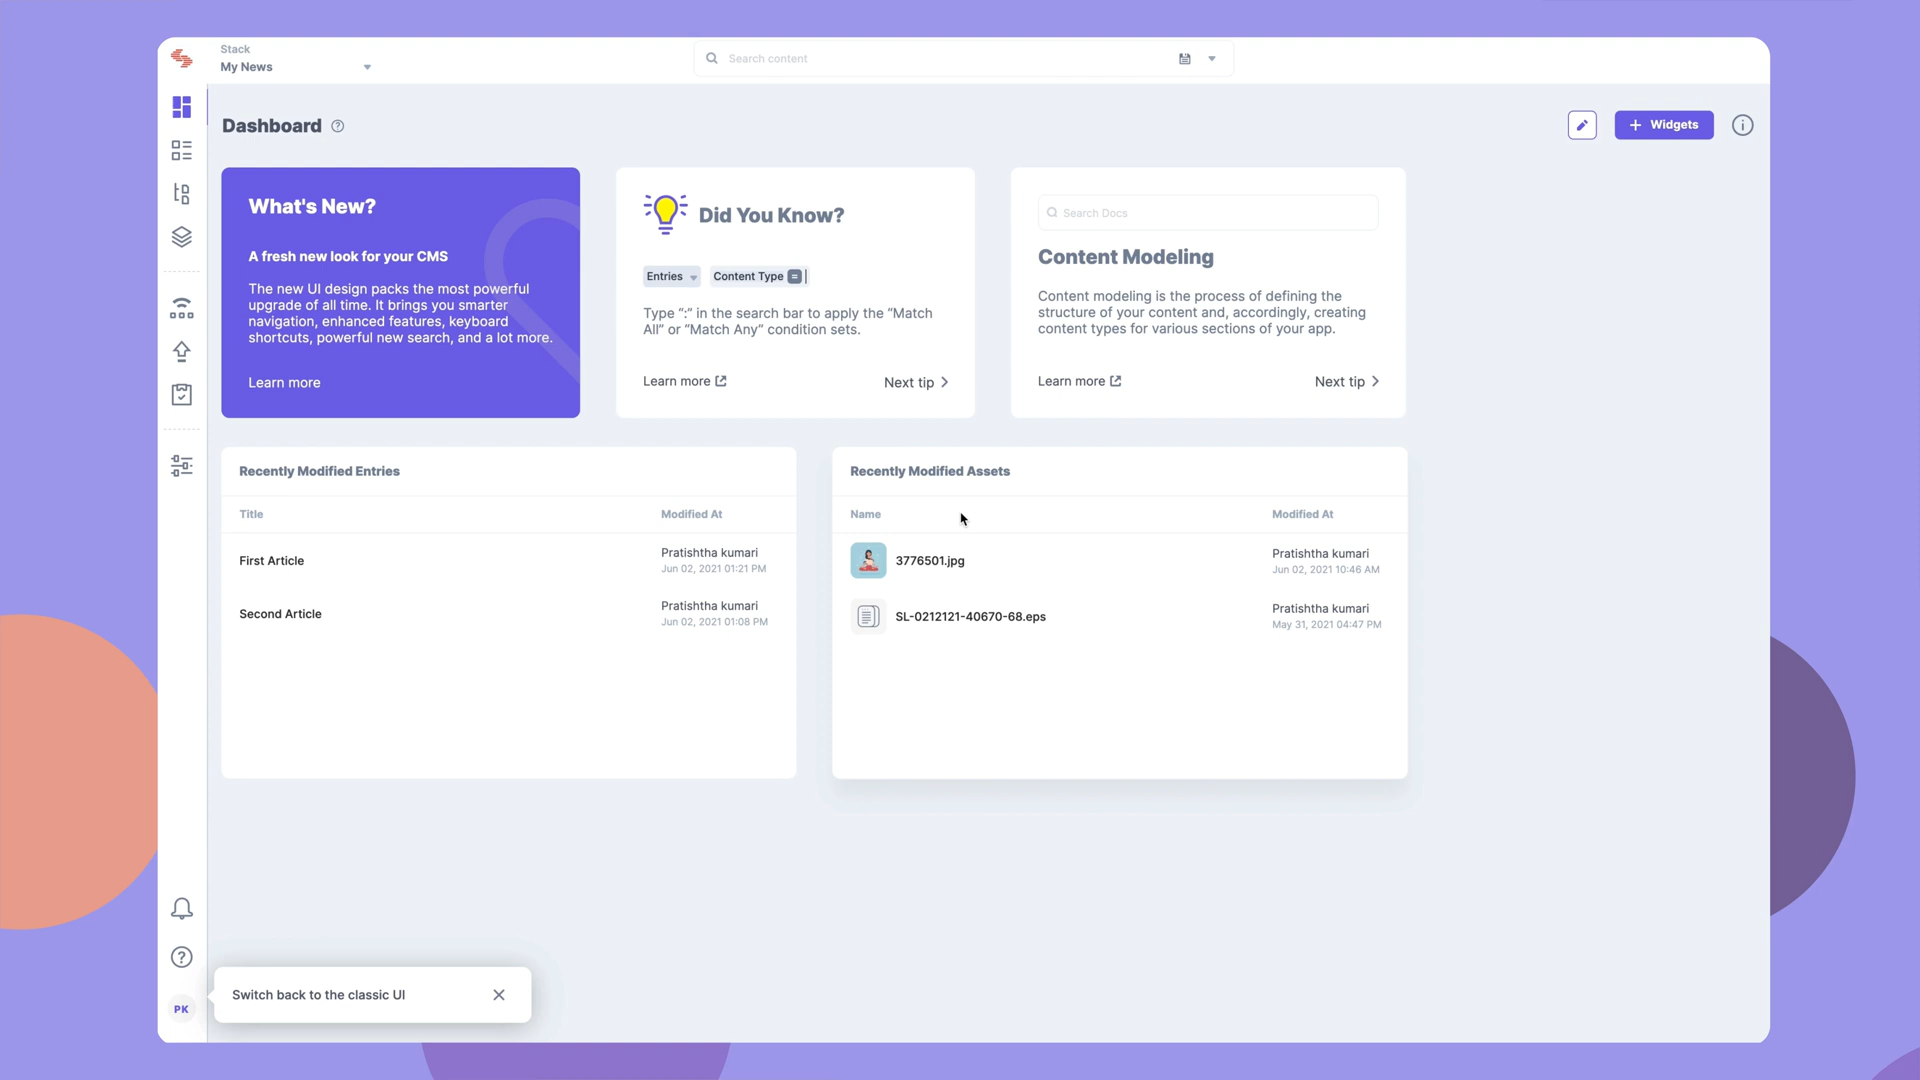 Stack
My News
Search content
Dashboard
+ Widgets
What's New?
A fresh new look for your CMS
The new UI design packs the most powerful
upgrade of all time. It brings you smarter
navigation, enhanced features, keyboard
shortcuts, powerful new search, and a lot more.
Learn more
Did You Know?
Entries
Content Type =
Type “:” in the search bar to apply the “Match
All” or “Match Any” condition sets.
Learn more
Next tip
Search Docs
Content Modeling
Content modeling is the process of defining the
structure of your content and, accordingly, creating
content types for various sections of your app.
Learn more
Next tip
Recently Modified Entries
Title
Modified At
First Article
Pratishtha kumari
Jun 02, 2021 01:21 PM
Second Article
Pratishtha kumari
Jun 02, 2021 01:08 PM
Recently Modified Assets
Name
Modified At
3776501.jpg
Pratishtha kumari
Jun 02, 2021 10:46 AM
SL-0212121-40670-68.eps
Pratishtha kumari
May 31, 2021 04:47 PM
Switch back to the classic UI
PK